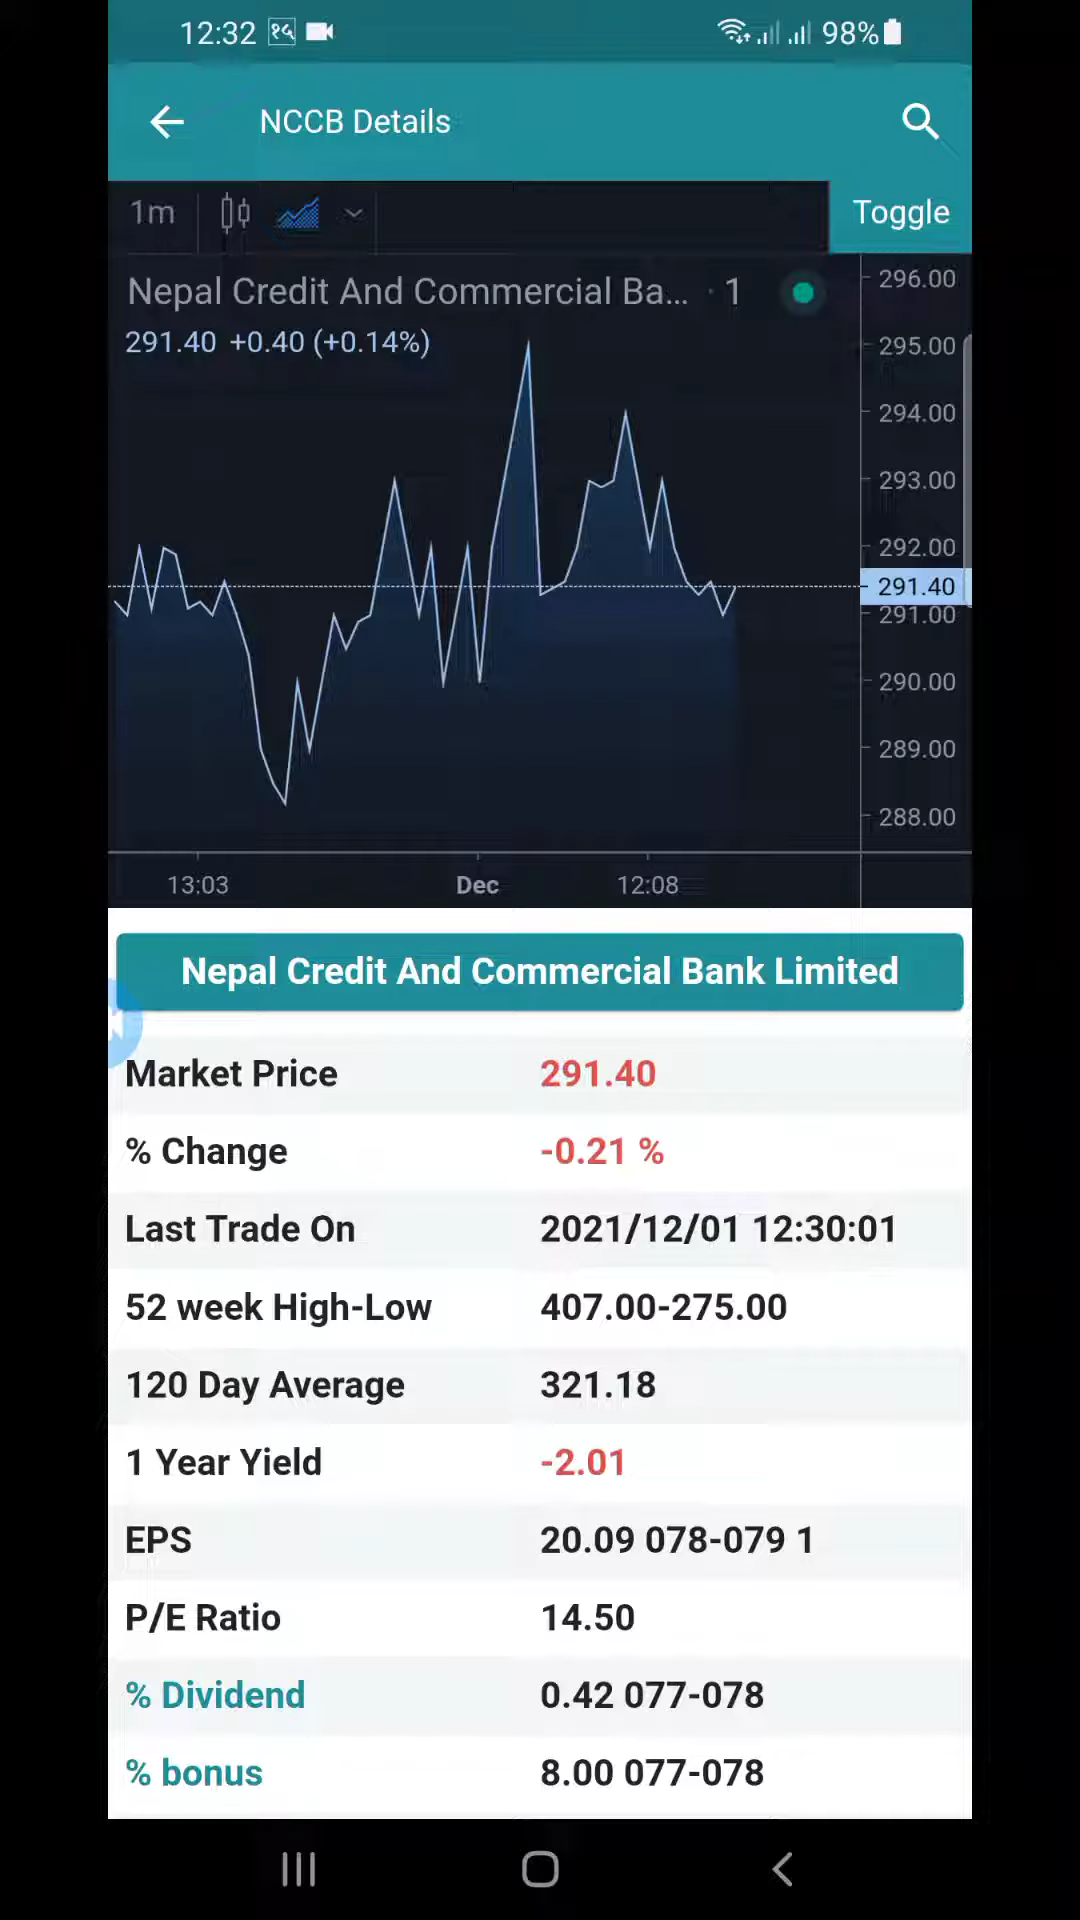 12:32 १५ 98%
NCCB Details
1m Toggle
Nepal Credit And Commercial Ba... · 1
291.40 +0.40 (+0.14%)
296.00
295.00
294.00
293.00
292.00
291.40
291.00
290.00
289.00
288.00
13:03 Dec 12:08
Nepal Credit And Commercial Bank Limited
Market Price 291.40
% Change -0.21 %
Last Trade On 2021/12/01 12:30:01
52 week High-Low 407.00-275.00
120 Day Average 321.18
1 Year Yield -2.01
EPS 20.09 078-079 1
P/E Ratio 14.50
% Dividend 0.42 077-078
% bonus 8.00 077-078